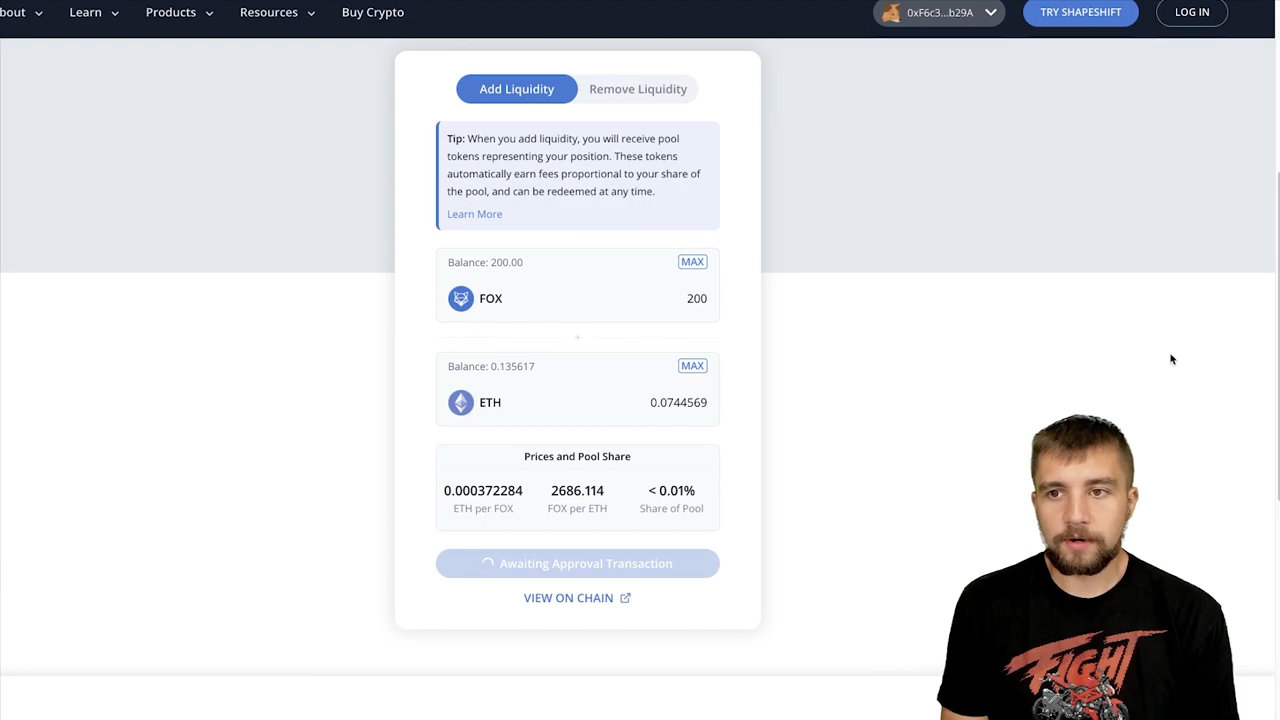 bout
Learn
Products
Resources
Buy Crypto
0xF6c3...b29A
TRY SHAPESHIFT
LOG IN
Add Liquidity
Remove Liquidity
Tip: When you add liquidity, you will receive pool
tokens representing your position. These tokens
automatically earn fees proportional to your share of
the pool, and can be redeemed at any time.
Learn More
Balance: 200.00
MAX
FOX
200
+
Balance: 0.135617
MAX
ETH
0.0744569
Prices and Pool Share
0.000372284
2686.114
< 0.01%
ETH per FOX
FOX per ETH
Share of Pool
Awaiting Approval Transaction
VIEW ON CHAIN
FIGHT